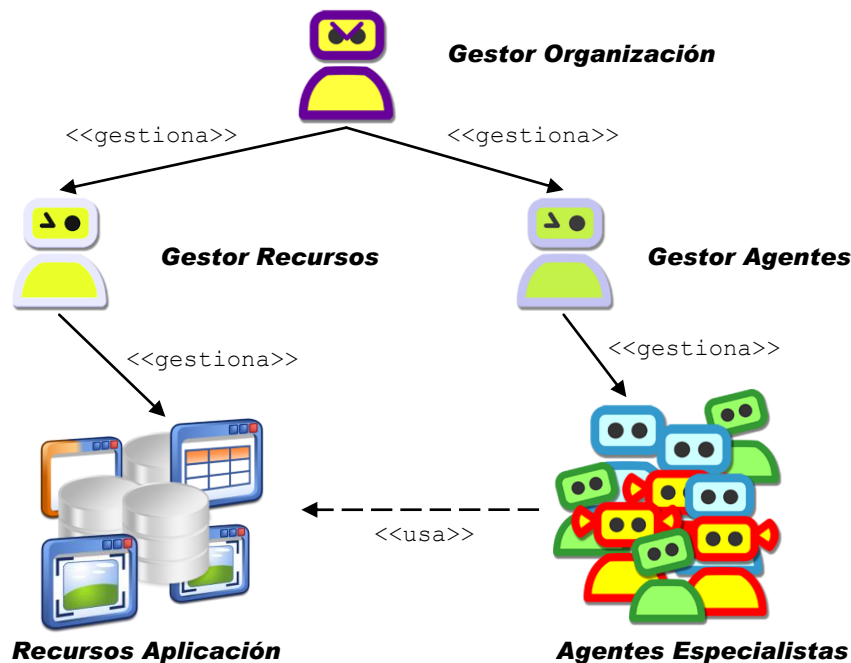 Gestor Organización
<<gestiona>>
<<gestiona>>
Gestor Recursos
Gestor Agentes
<<gestiona>>
<<gestiona>>
<<usa>>
Recursos Aplicación
Agentes Especialistas